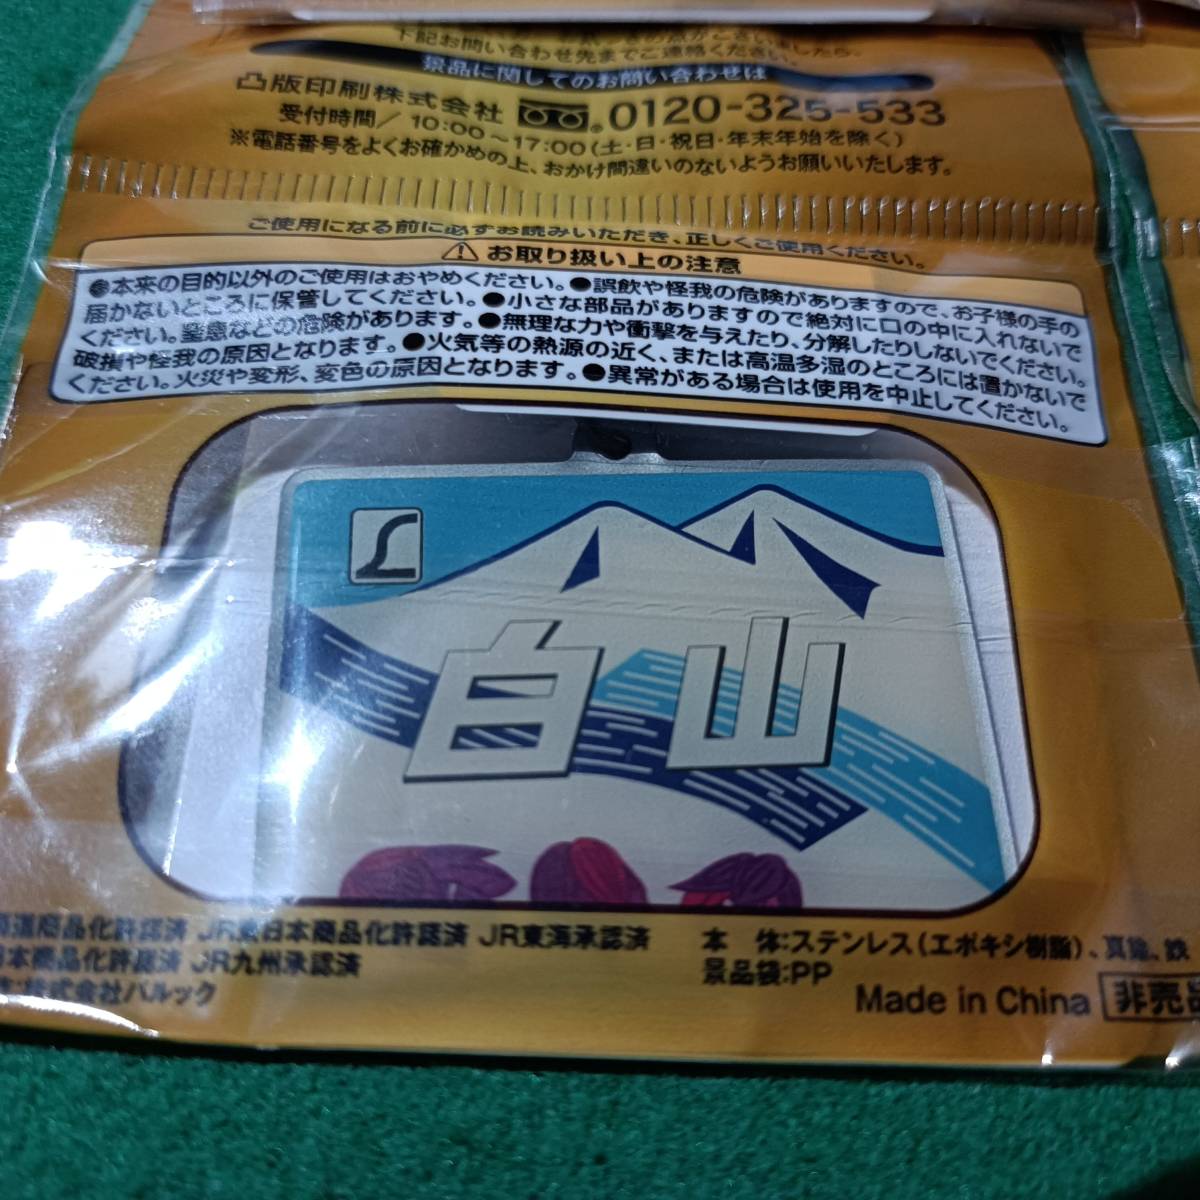 下記お問い合わせ先までご連絡ください。
景品に関してのお問い合わせは
凸版印刷株式会社 0120-325-533
受付時間/10:00~17:00(土・日・祝日・年末年始を除く)
※電話番号をよくお確かめの上、おかけ間違いのないようお願いいたします。
ご使用になる前に必ずお読みいただき、正しくご使用ください。
お取り扱い上の注意
●本来の目的以外のご使用はおやめください。●誤飲や怪我の危険がありますので、お子様の手の
届かないところに保管してください。●小さな部品がありますので絶対に口の中に入れないで
ください。窒息などの危険があります。●無理な力や衝撃を与えたり、分解したりしないでください。
破損や怪我の原因となります。●火気等の熱源の近く、または高温多湿のところには置かないで
ください。火災や変形、変色の原因となります。●異常がある場合は使用を中止してください。
L
白山
道商品化許諾済 JR東日本商品化許諾済 JR東海承認済
本商品化許諾済 JR九州承認済
株式会社バルック
本 体:ステンレス(エポキシ樹脂)、真鍮、鉄
景品袋:PP
Made in China 非売品